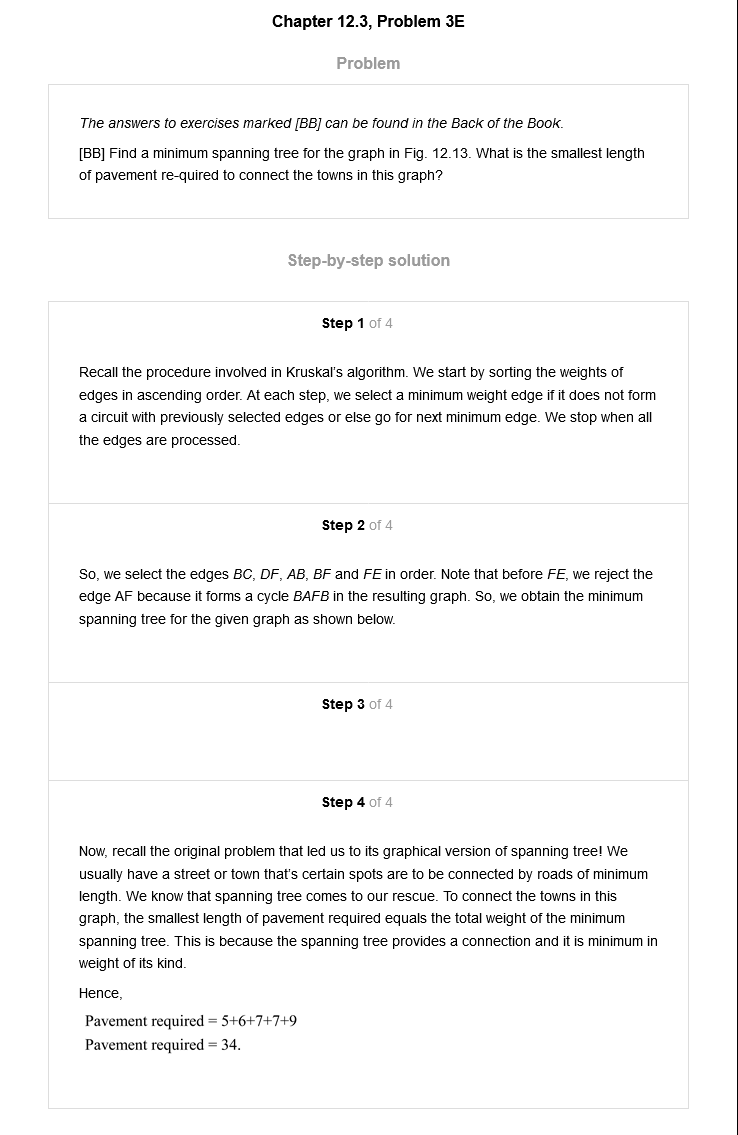 Chapter 12.3, Problem 3E
Problem
The answers to exercises marked [BB] can be found in the Back of the Book.
[BB] Find a minimum spanning tree for the graph in Fig. 12.13. What is the smallest length
of pavement re-quired to connect the towns in this graph?
Step-by-step solution
Step 1 of 4
Recall the procedure involved in Kruskal's algorithm. We start by sorting the weights of
edges in ascending order. At each step, we select a minimum weight edge if it does not form
a circuit with previously selected edges or else go for next minimum edge. We stop when all
the edges are processed.
Step 2 of 4
So, we select the edges BC, DF, AB, BF and FE in order. Note that before FE, we reject the
edge AF because it forms a cycle BAFB in the resulting graph. So, we obtain the minimum
spanning tree for the given graph as shown below.
Step 3 of 4
Step 4 of 4
Now, recall the original problem that led us to its graphical version of spanning tree! We
usually have a street or town that's certain spots are to be connected by roads of minimum
length. We know that spanning tree comes to our rescue. To connect the towns in this
graph, the smallest length of pavement required equals the total weight of the minimum
spanning tree. This is because the spanning tree provides a connection and it is minimum in
weight of its kind.
Hence,
Pavement required = 5+6+7+7+9
Pavement required = 34.